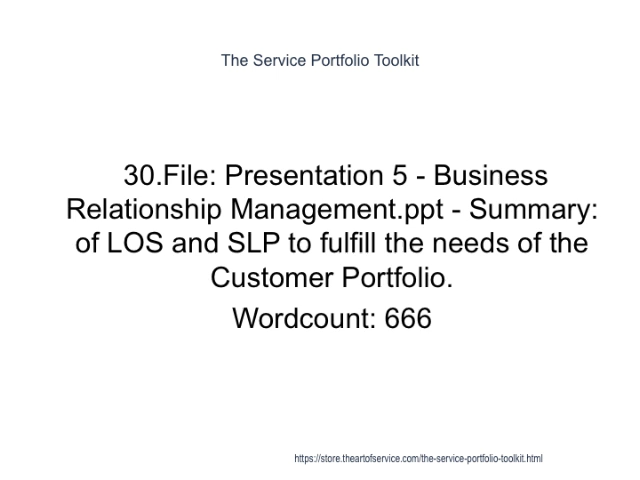 The Service Portfolio Toolkit
30.File: Presentation 5 - Business
Relationship Management.ppt - Summary:
of LOS and SLP to fulfill the needs of the
Customer Portfolio.
Wordcount: 666
https://store.theartofservice.com/the-service-portfolio-toolkit.html